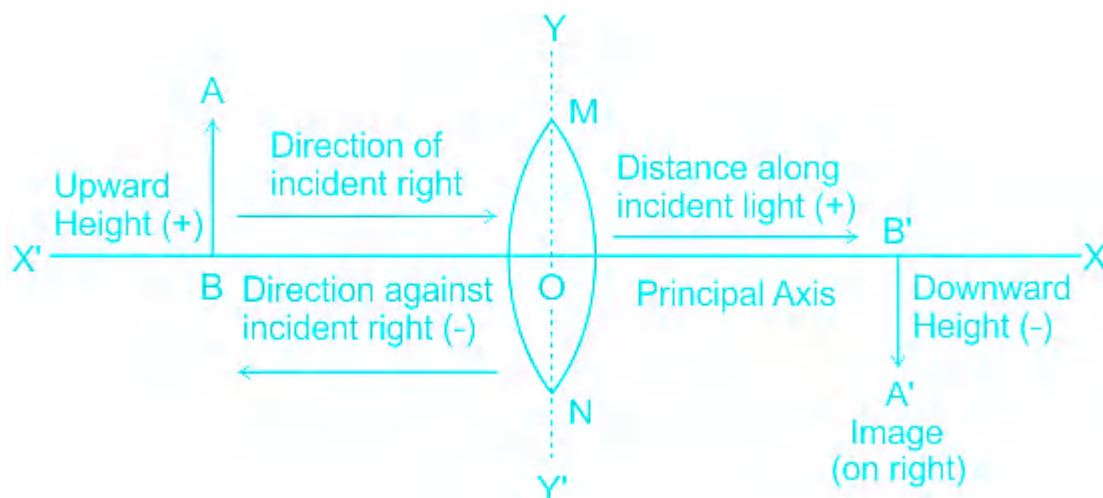 Y
A
M
Direction of
incident right
Distance along
incident light (+)
Upward
Height (+)
B'
X'
X
B
Direction against
incident right (-)
O
Principal Axis
Downward
Height (-)
N
A'
Image
(on right)
Y'